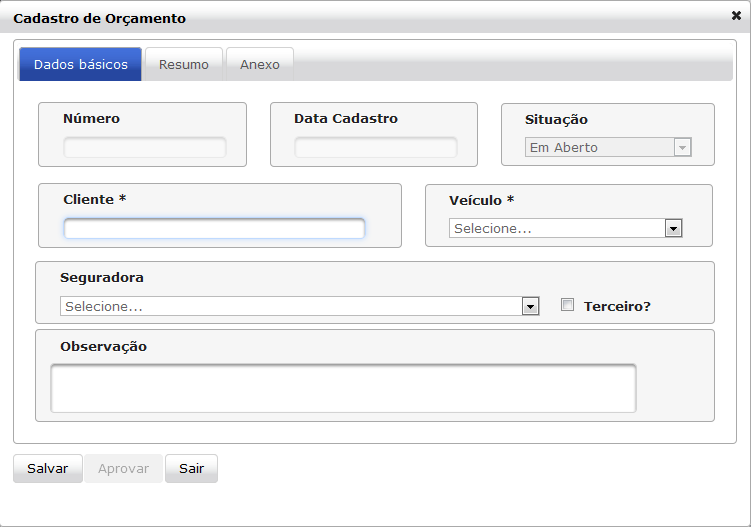 Cadastro de Orçamento
Dados básicos Resumo Anexo
Número Data Cadastro Situação
Em Aberto
Cliente * Veículo *
Selecione...
Seguradora
Selecione... Terceiro?
Observação
Salvar Aprovar Sair